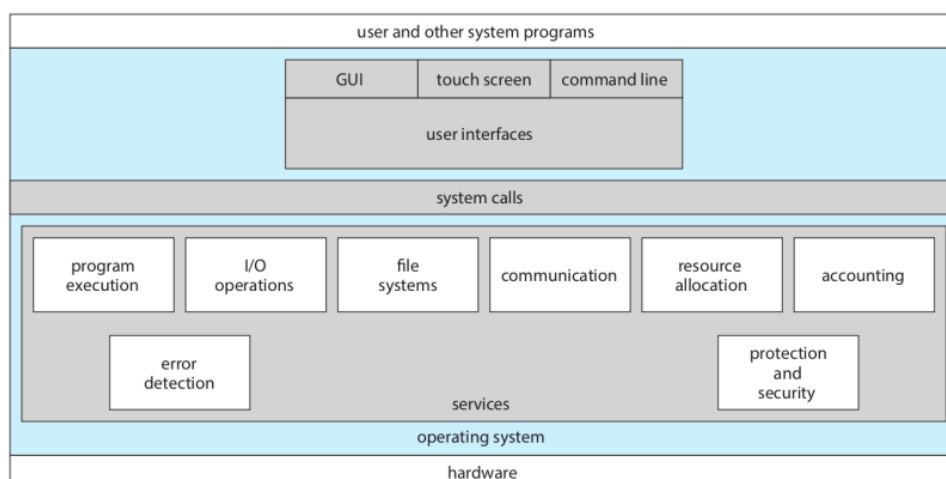 user and other system programs
GUI
touch screen
command line
user interfaces
system calls
program
execution
I/O
operations
file
systems
communication
resource
allocation
accounting
error
detection
protection
and
security
services
operating system
hardware